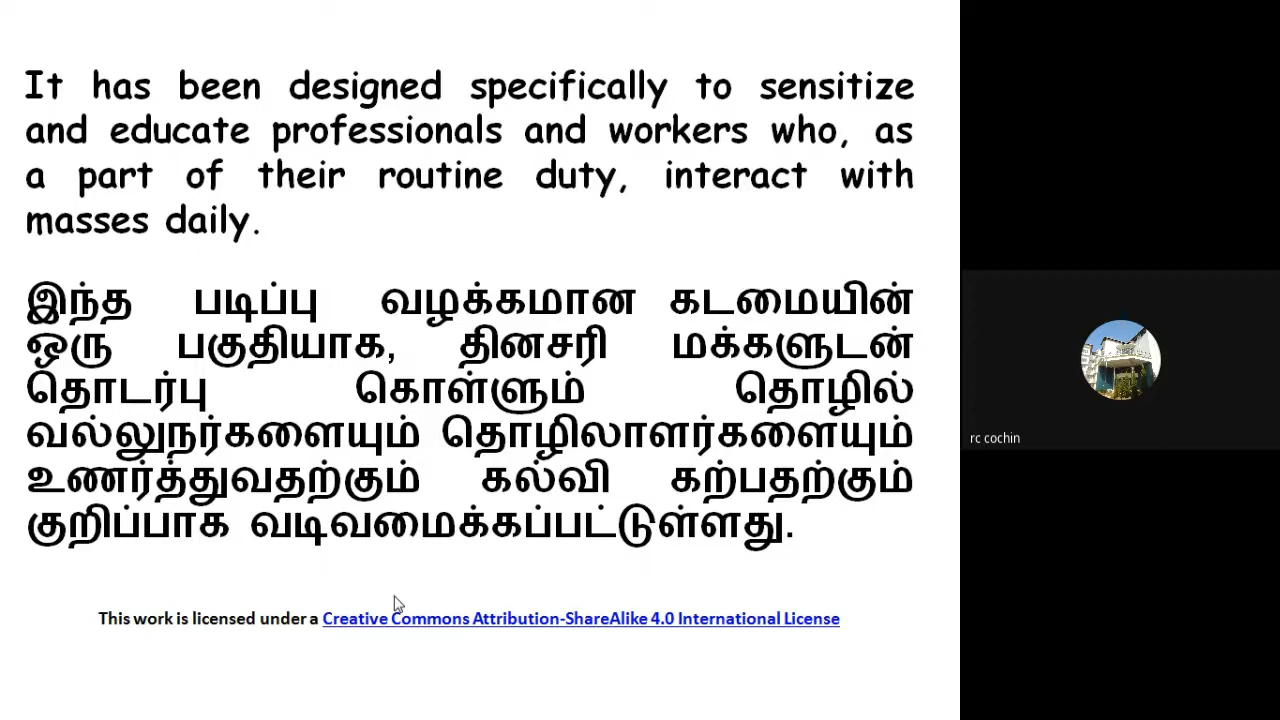 It has been designed specifically to sensitize
and educate professionals and workers who, as
a part of their routine duty, interact with
masses daily.
இந்த படிப்பு வழக்கமான கடமையின்
ஒரு பகுதியாக, தினசரி மக்களுடன்
தொடர்பு கொள்ளும் தொழில்
வல்லுநர்களையும் தொழிலாளர்களையும்
உணர்த்துவதற்கும் கல்வி கற்பதற்கும்
குறிப்பாக வடிவமைக்கப்பட்டுள்ளது.
This work is licensed under a Creative Commons Attribution-ShareAlike 4.0 International License
rc cochin